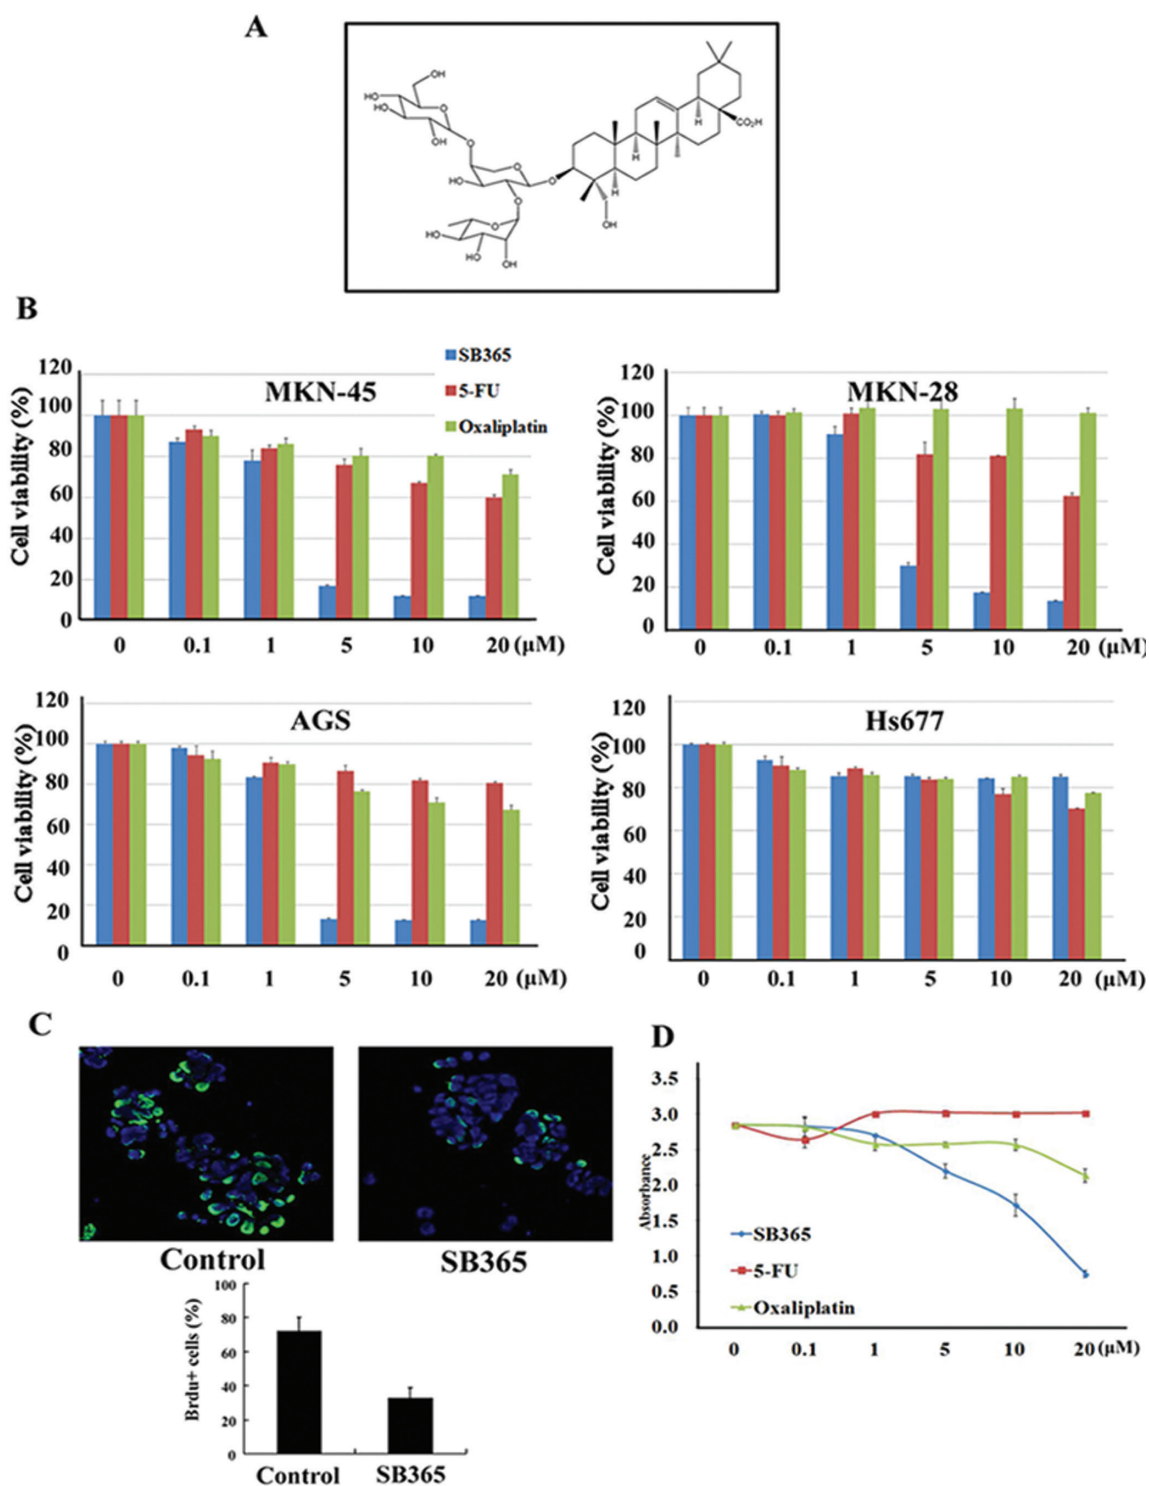 A
OH
HO
HO
O
OH
O
O
HO
O
O
O
HO
HO
OH
H
H
H
CO₂H
OH
B
120
100
80
60
40
20
0
Cell viability (%)
MKN-45
SB365
5-FU
Oxaliplatin
0 0.1 1 5 10 20 (μM)
120
100
80
60
40
20
0
Cell viability (%)
MKN-28
0 0.1 1 5 10 20 (μM)
120
100
80
60
40
20
0
Cell viability (%)
AGS
0 0.1 1 5 10 20 (μM)
120
100
80
60
40
20
0
Cell viability (%)
Hs677
0 0.1 1 5 10 20 (μM)
C
Control
SB365
100
80
60
40
20
0
Brdu+ cells (%)
Control SB365
D
3.5
3.0
2.5
2.0
1.5
1.0
0.5
0.0
Absorbance
SB365
5-FU
Oxaliplatin
0 0.1 1 5 10 20 (μM)